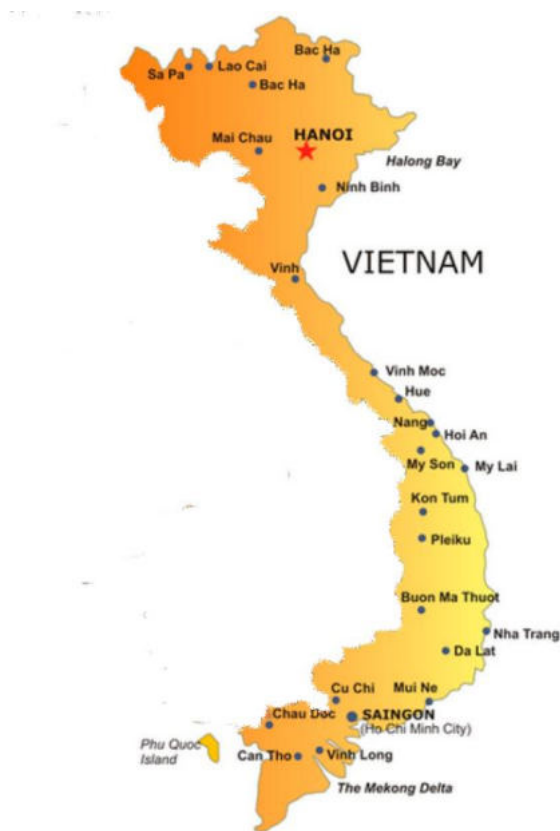 Bac Ha
Sa Pa
Lao Cai
Bac Ha
HANOI
Mai Chau
Halong Bay
Ninh Binh
Vinh
VIETNAM
Vinh Moc
Hue
Nang
Hoi An
My Son
My Lai
Kon Tum
Pleiku
Buon Ma Thuot
Nha Trang
Da Lat
Cu Chi
Mui Ne
Chau Doc
SAINGON
(Ho Chi Minh City)
Phu Quoc
Island
Can Tho
Vinh Long
The Mekong Delta